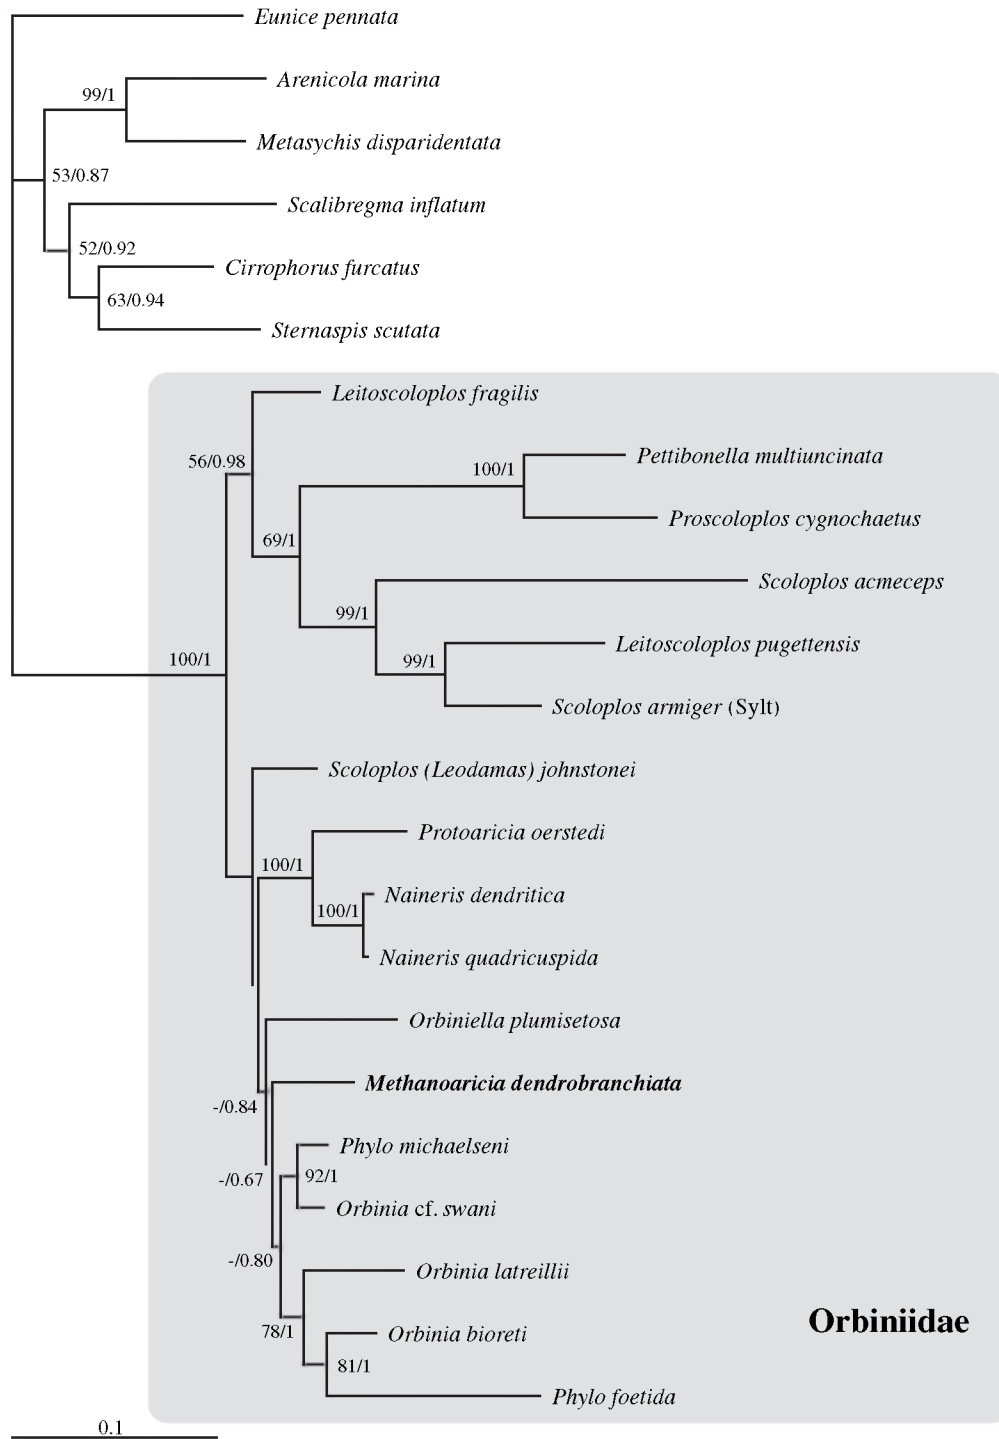 Eunice pennata
Arenicola marina
99/1
Metasychis disparidentata
53/0.87
Scalibregma inflatum
52/0.92
Cirrophorus furcatus
63/0.94
Sternaspis scutata
Leitoscoloplos fragilis
56/0.98
Pettibonella multiuncinata
100/1
Proscoloplos cygnochaetus
69/1
Scoloplos acmeceps
99/1
Leitoscoloplos pugettensis
99/1
100/1
Scoloplos armiger (Sylt)
Scoloplos (Leodamas) johnstonei
Protoaricia oerstedi
100/1
Naineris dendritica
100/1
Naineris quadricuspida
Orbiniella plumisetosa
Methanoaricia dendrobranchiata
-/0.84
Phylo michaelseni
92/1
-/0.67
Orbinia cf. swani
-/0.80
Orbinia latreillii
Orbiniidae
78/1
Orbinia bioreti
81/1
Phylo foetida
0.1